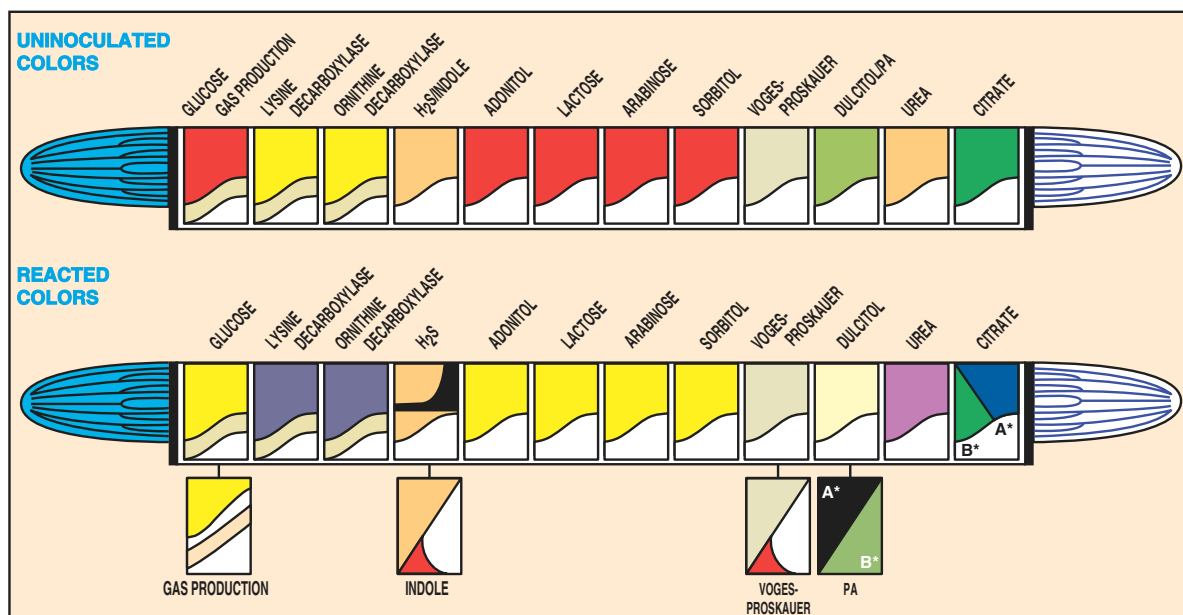 UNINOCULATED
COLORS
GLUCOSE
GAS PRODUCTION
LYSINE
DECARBOXYLASE
ORNITHINE
DECARBOXYLASE
H₂S/INDOLE
ADONITOL
LACTOSE
ARABINOSE
SORBITOL
VOGES-
PROSKAUER
DULCITOL/PA
UREA
CITRATE
REACTED
COLORS
GLUCOSE
LYSINE
DECARBOXYLASE
ORNITHINE
DECARBOXYLASE
H₂S
ADONITOL
LACTOSE
ARABINOSE
SORBITOL
VOGES-
PROSKAUER
DULCITOL
UREA
CITRATE
A*
B*
A*
B*
GAS PRODUCTION
INDOLE
VOGES-
PROSKAUER
PA